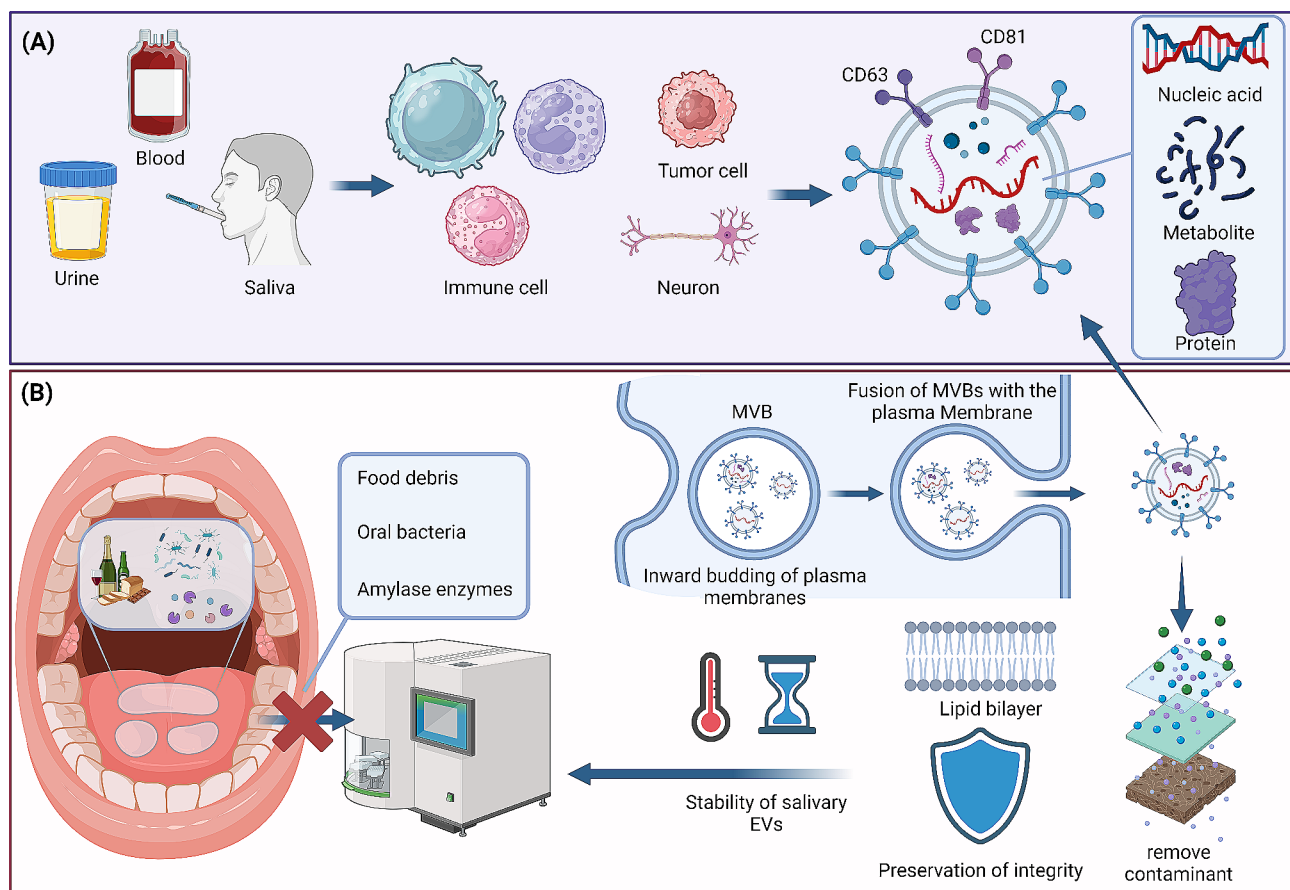 (A)
Blood
Urine
Saliva
Immune cell
Tumor cell
Neuron
CD63
CD81
Nucleic acid
Metabolite
Protein
(B)
Food debris
Oral bacteria
Amylase enzymes
MVB
Inward budding of plasma
membranes
Fusion of MVBs with the
plasma Membrane
Lipid bilayer
Stability of salivary
EVs
Preservation of integrity
remove
contaminant